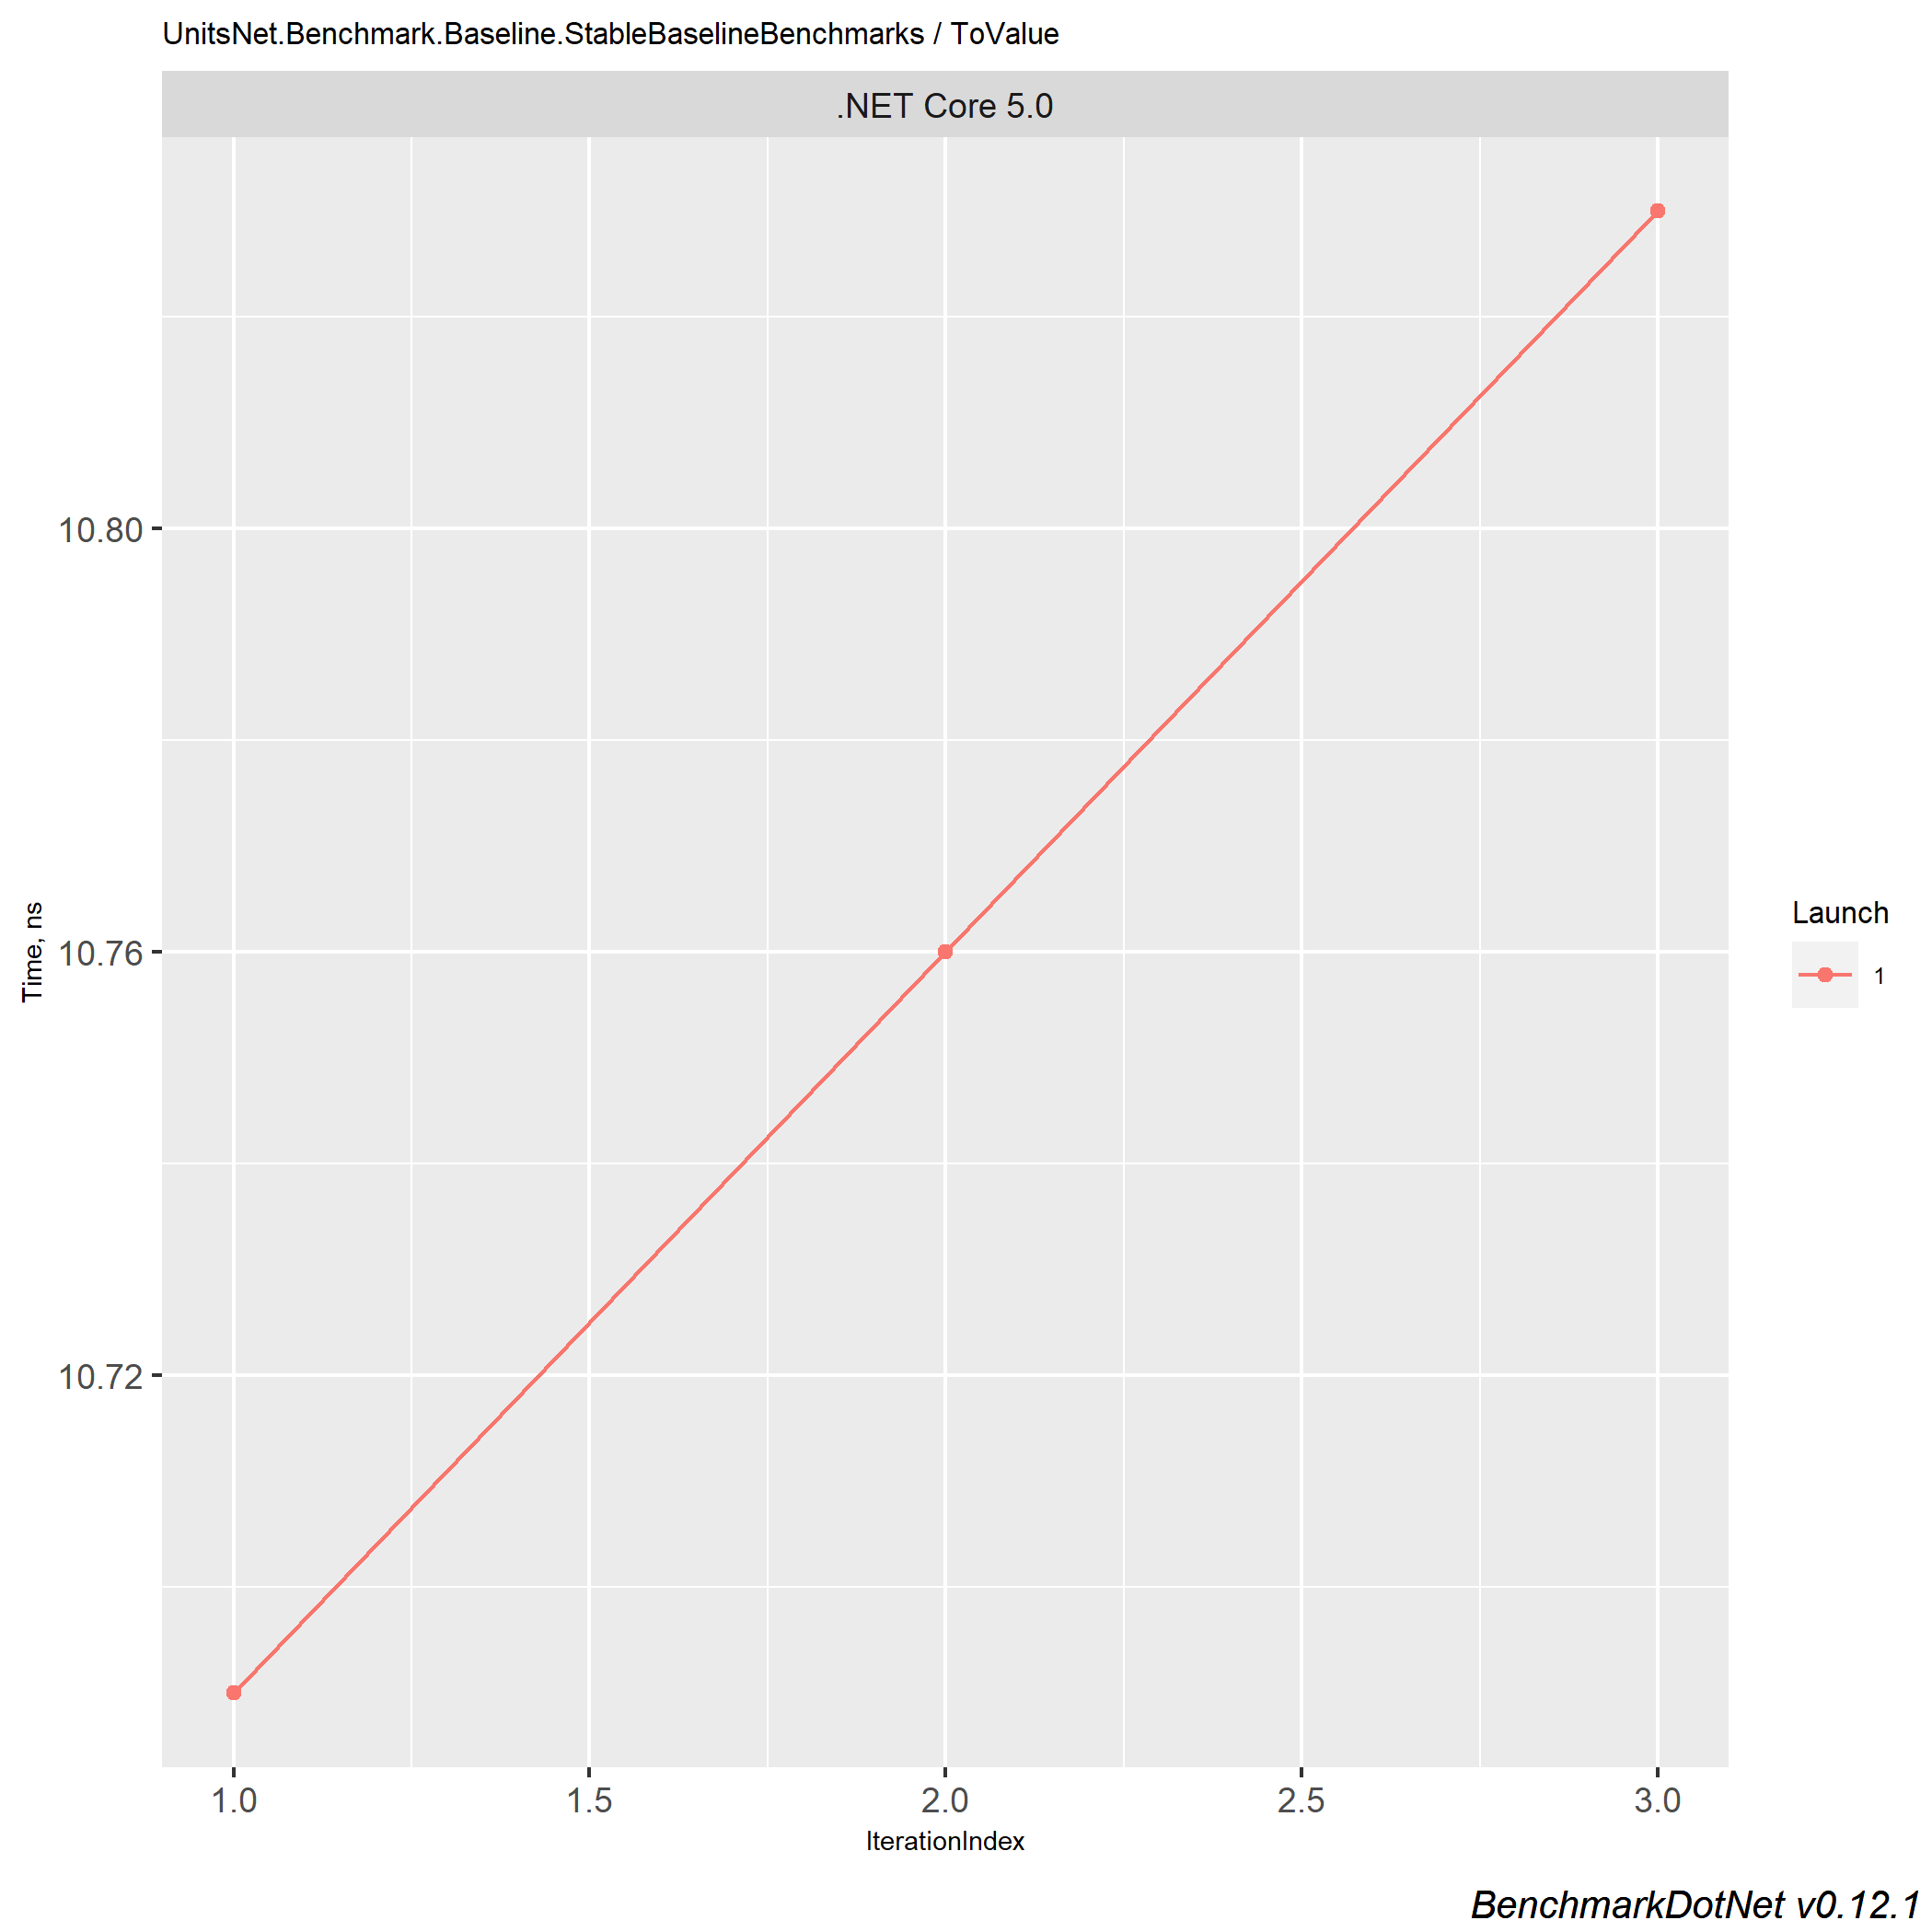 UnitsNet.Benchmark.Baseline.StableBaselineBenchmarks / ToValue
.NET Core 5.0
10.80
10.76
10.72
Time, ns
1.0 1.5 2.0 2.5 3.0
IterationIndex
Launch
1
BenchmarkDotNet v0.12.1